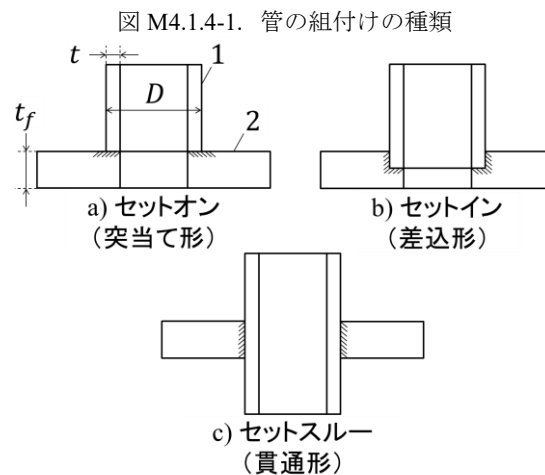 図 M4.1.4-1. 管の組付けの種類
t
1
D
t_f
2
a) セットオン
（突当て形）
b) セットイン
（差込形）
c) セットスルー
（貫通形）